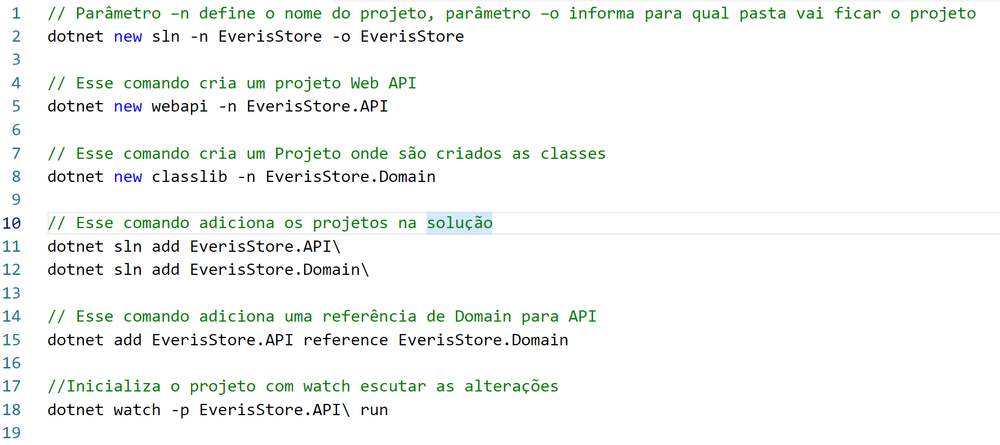 1 // Parâmetro –n define o nome do projeto, parâmetro –o informa para qual pasta vai ficar o projeto
2 dotnet new sln -n EverisStore -o EverisStore
3
4 // Esse comando cria um projeto Web API
5 dotnet new webapi -n EverisStore.API
6
7 // Esse comando cria um Projeto onde são criados as classes
8 dotnet new classlib -n EverisStore.Domain
9
10 // Esse comando adiciona os projetos na solução
11 dotnet sln add EverisStore.API\
12 dotnet sln add EverisStore.Domain\
13
14 // Esse comando adiciona uma referência de Domain para API
15 dotnet add EverisStore.API reference EverisStore.Domain
16
17 //Inicializa o projeto com watch escutar as alterações
18 dotnet watch -p EverisStore.API\ run
19